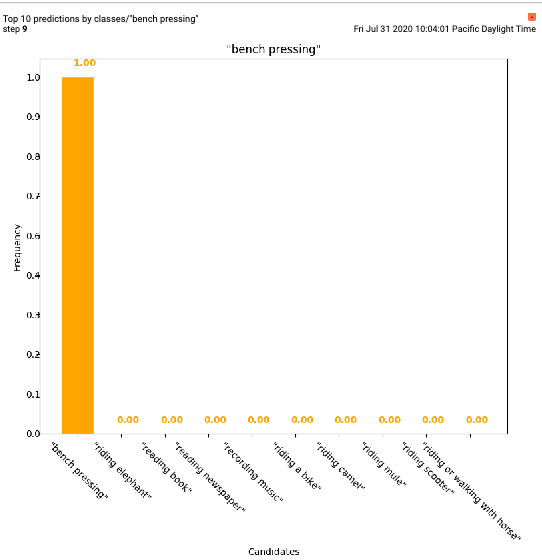 Top 10 predictions by classes/"bench pressing"
step 9
Fri Jul 31 2020 10:04:01 Pacific Daylight Time
"bench pressing"
1.00
1.0
0.9
0.8
0.7
0.6
0.5
0.4
0.3
0.2
0.1
0.0
Frequency
0.00 0.00 0.00 0.00 0.00 0.00 0.00 0.00 0.00
"bench pressing"
"riding elephant"
"reading book"
"reading newspaper"
"recording music"
"riding a bike"
"riding camel"
"riding mule"
"riding scooter"
"riding or walking with horse"
Candidates